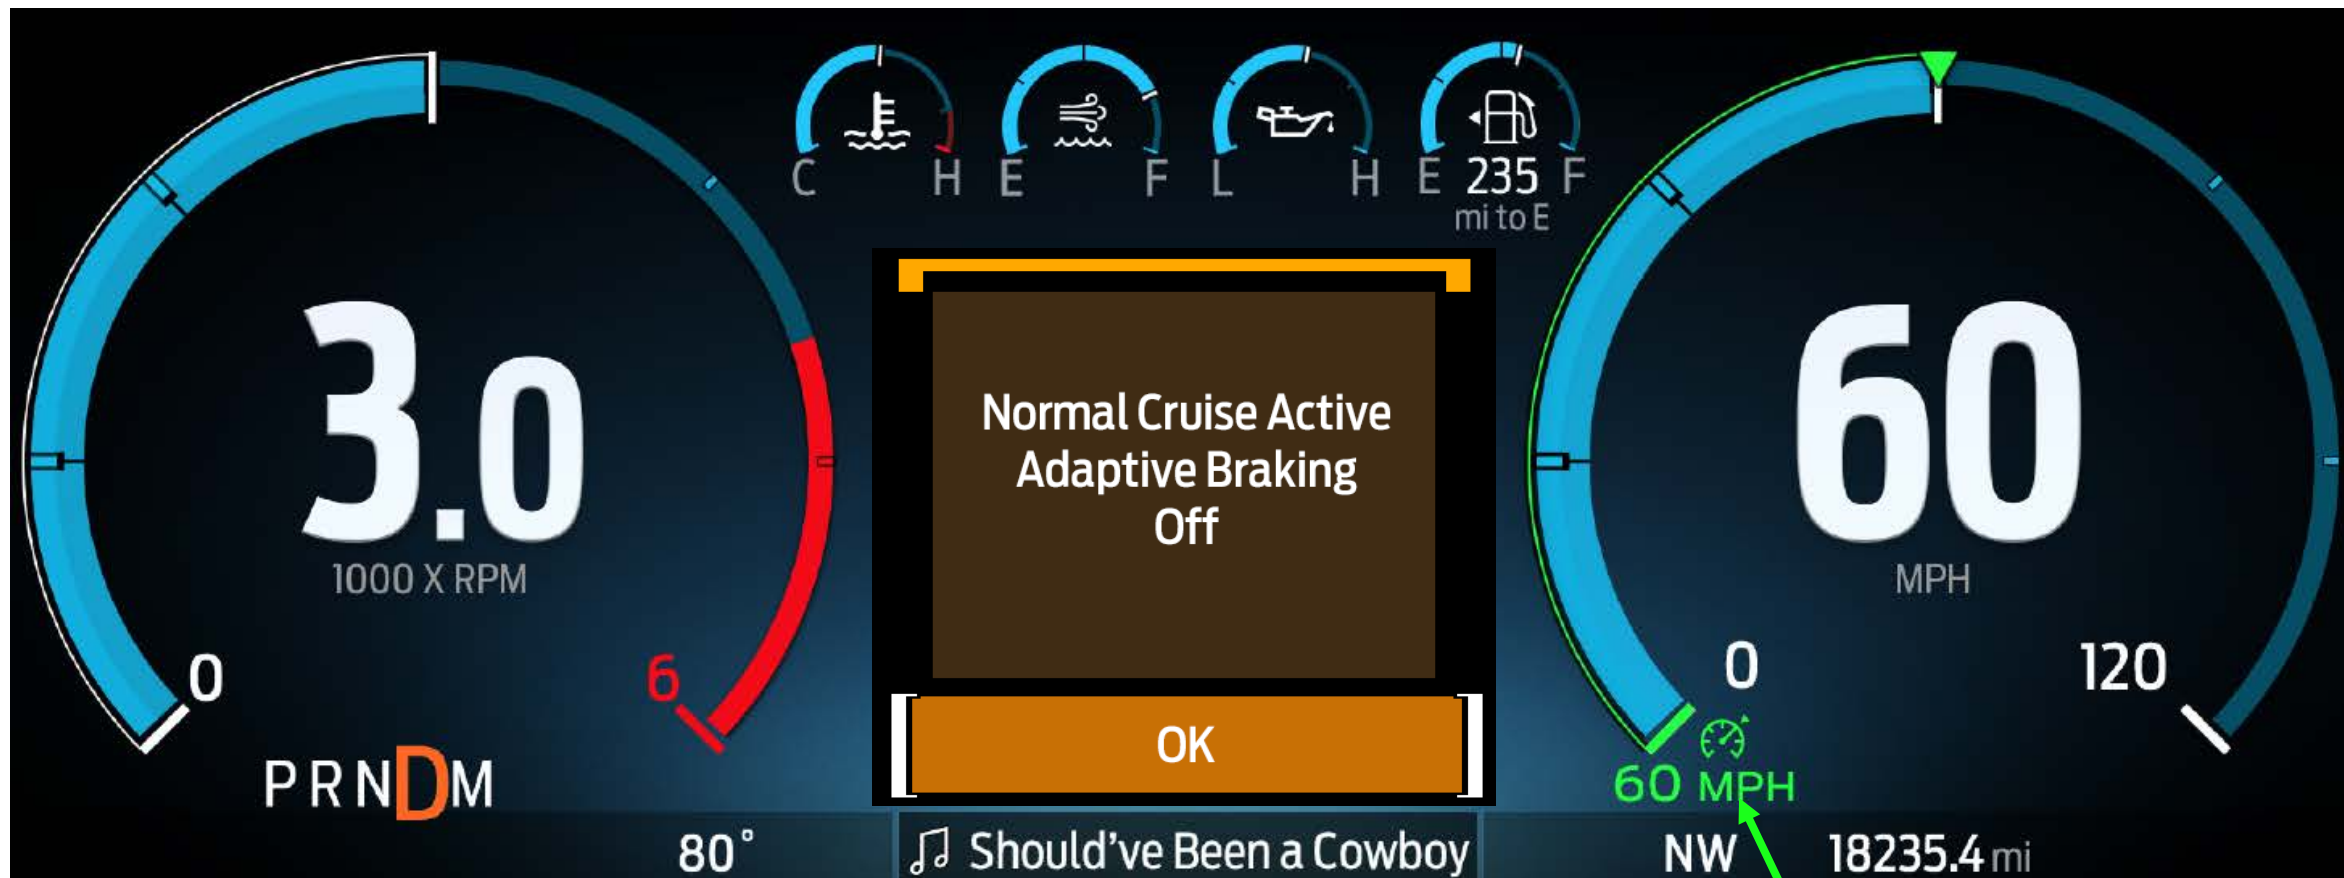 C H E F L H E 235 F
mi to E
3.0
1000 X RPM
0 6
PRNDM
Normal Cruise Active
Adaptive Braking
Off
OK
60
MPH
0 120
60 MPH
80°
Should've Been a Cowboy
NW 18235.4 mi